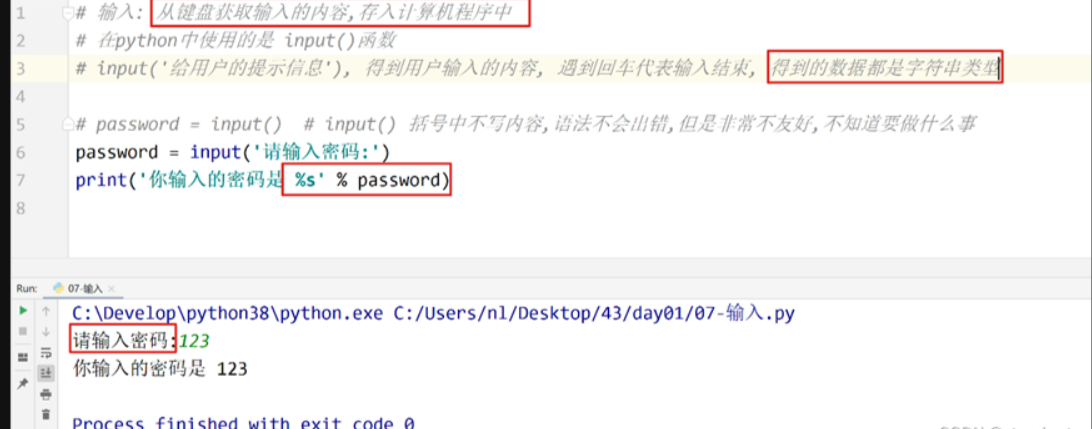 1 # 输入: 从键盘获取输入的内容,存入计算机程序中
2 # 在python中使用的是 input()函数
3 # input('给用户的提示信息'), 得到用户输入的内容, 遇到回车代表输入结束, 得到的数据都是字符串类型
4
5 # password = input()  # input() 括号中不写内容,语法不会出错,但是非常不友好,不知道要做什么事
6 password = input('请输入密码:')
7 print('你输入的密码是 %s' % password)
8
Run: 07-输入
C:\Develop\python38\python.exe C:/Users/nl/Desktop/43/day01/07-输入.py
请输入密码:123
你输入的密码是 123
Process finished with exit code 0